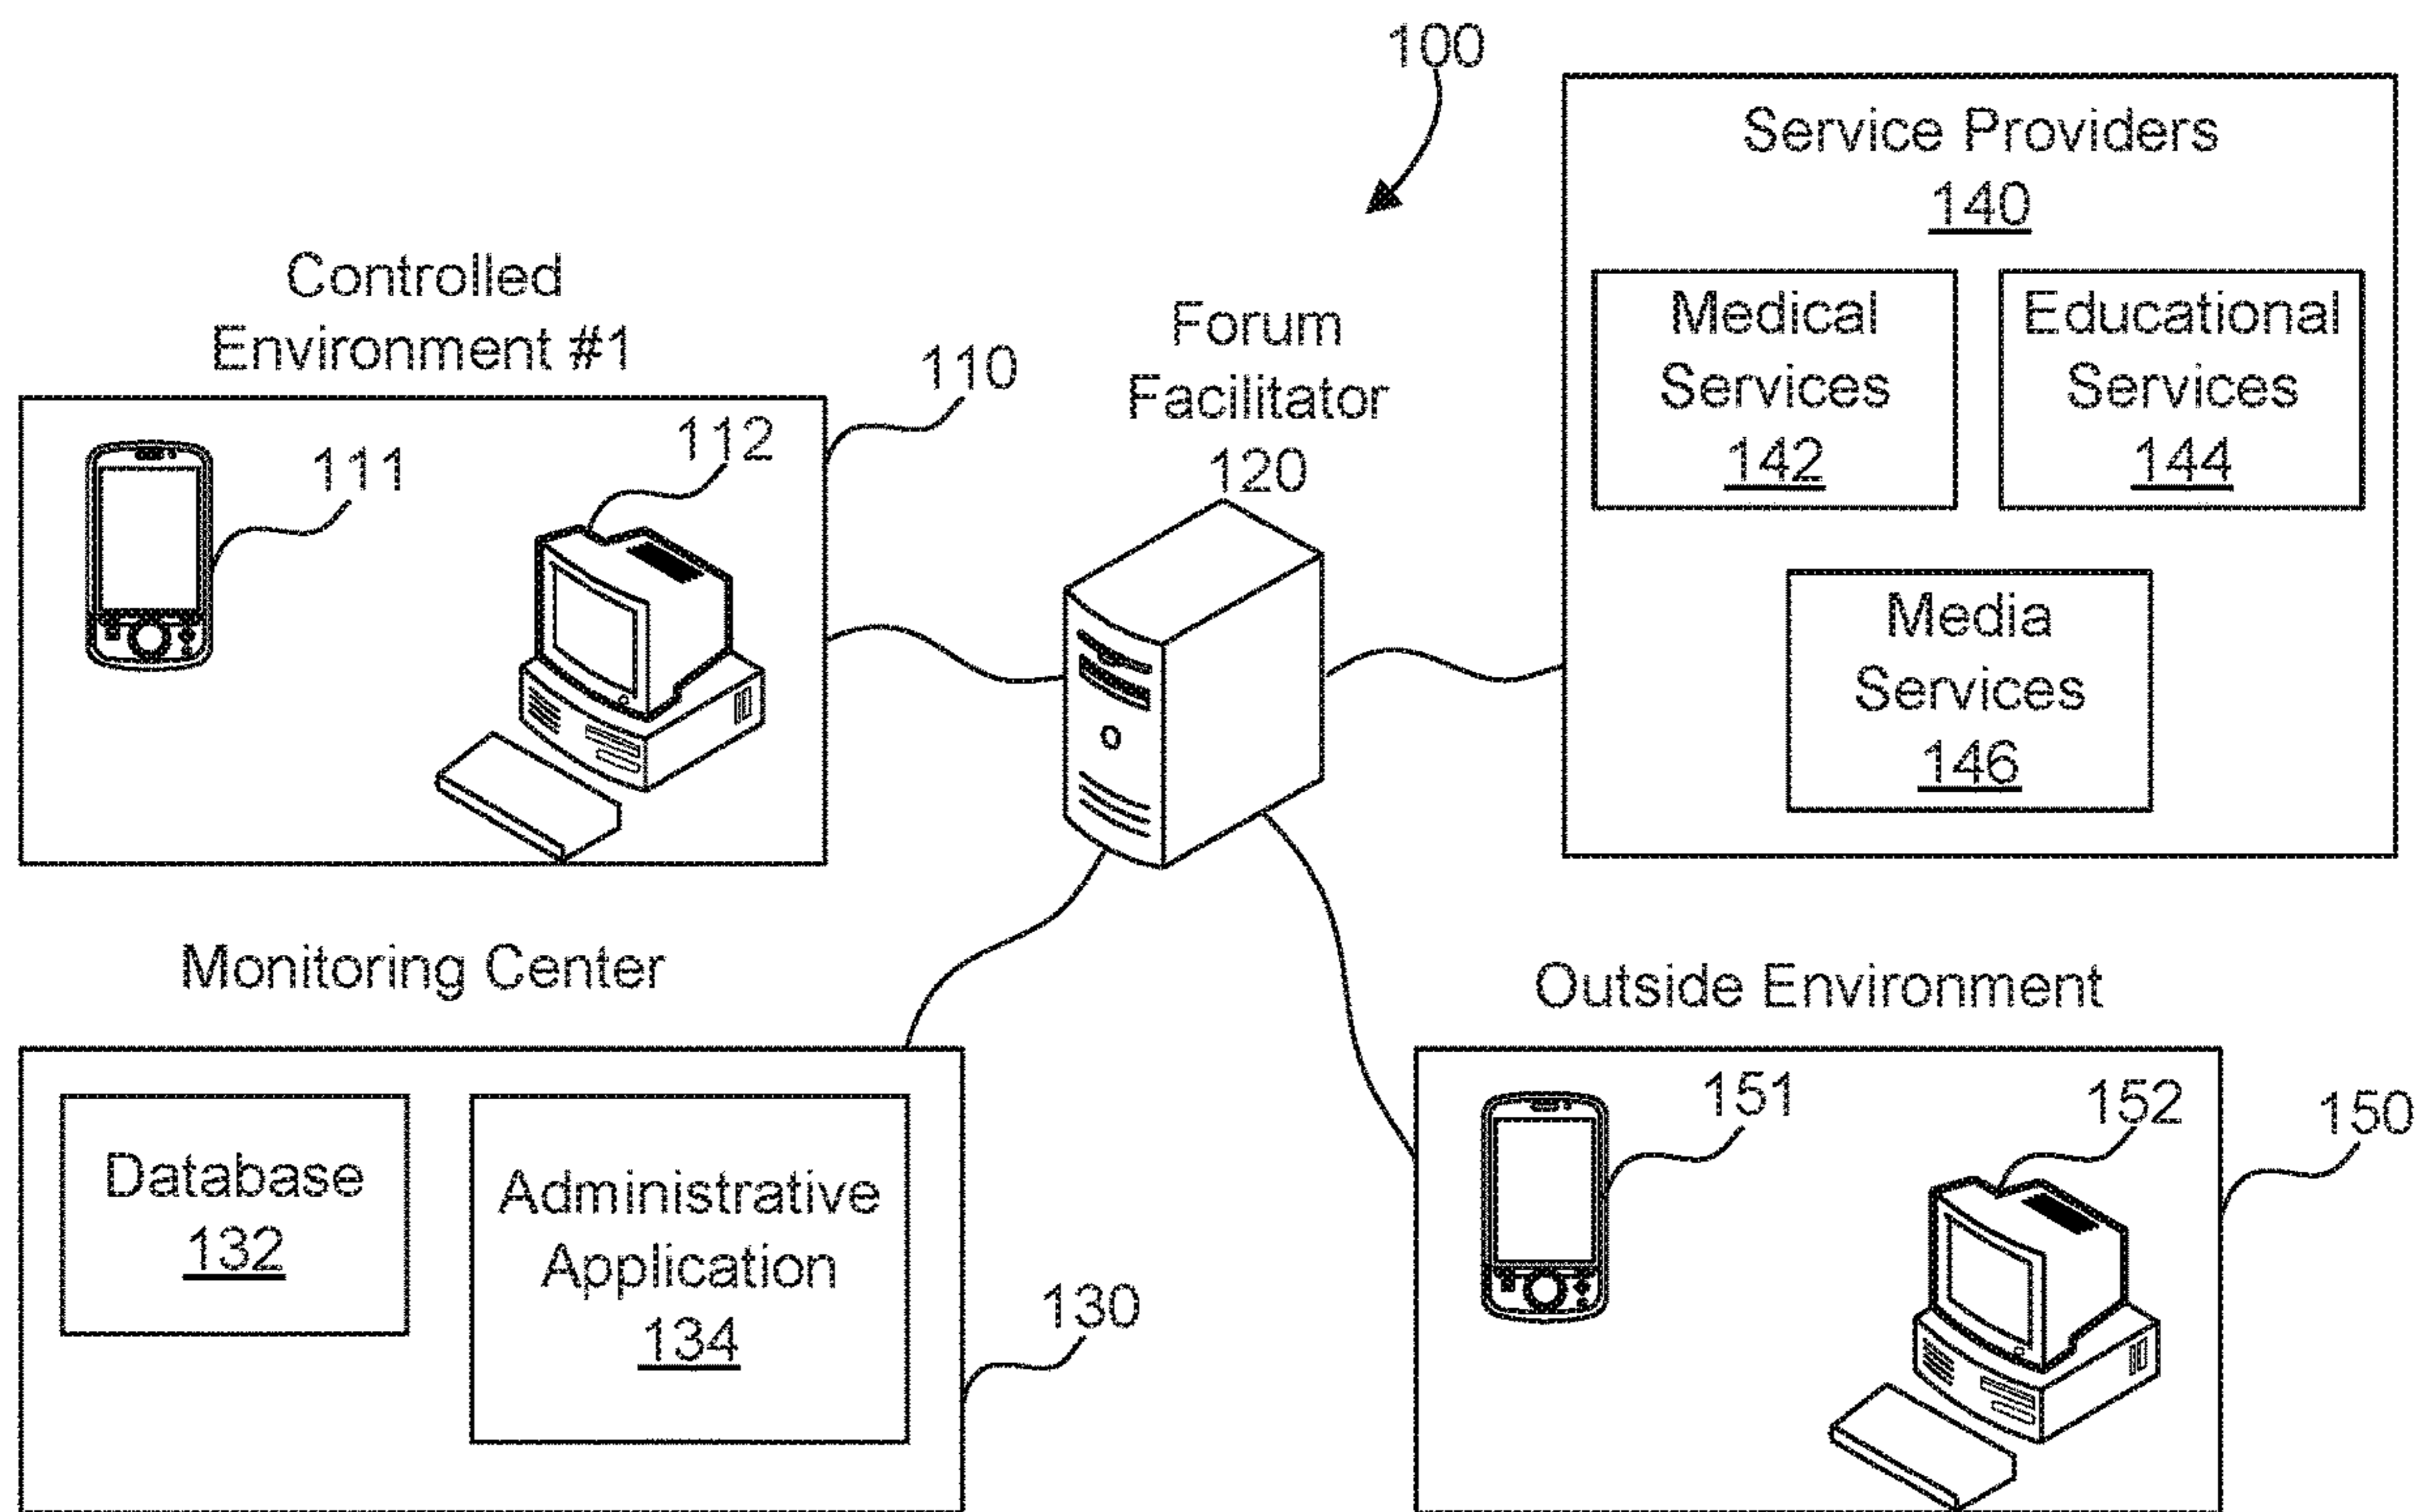 100
Controlled
Environment #1
110
111
112
Forum
Facilitator
120
Service Providers
140
Medical
Services
142
Educational
Services
144
Media
Services
146
Monitoring Center
Database
132
Administrative
Application
134
130
Outside Environment
151
152
150